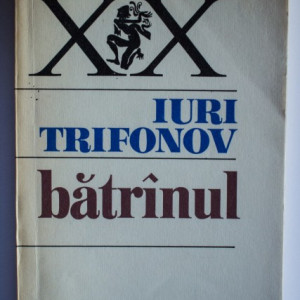 XX
IURI
TRIFONOV
bătrînul